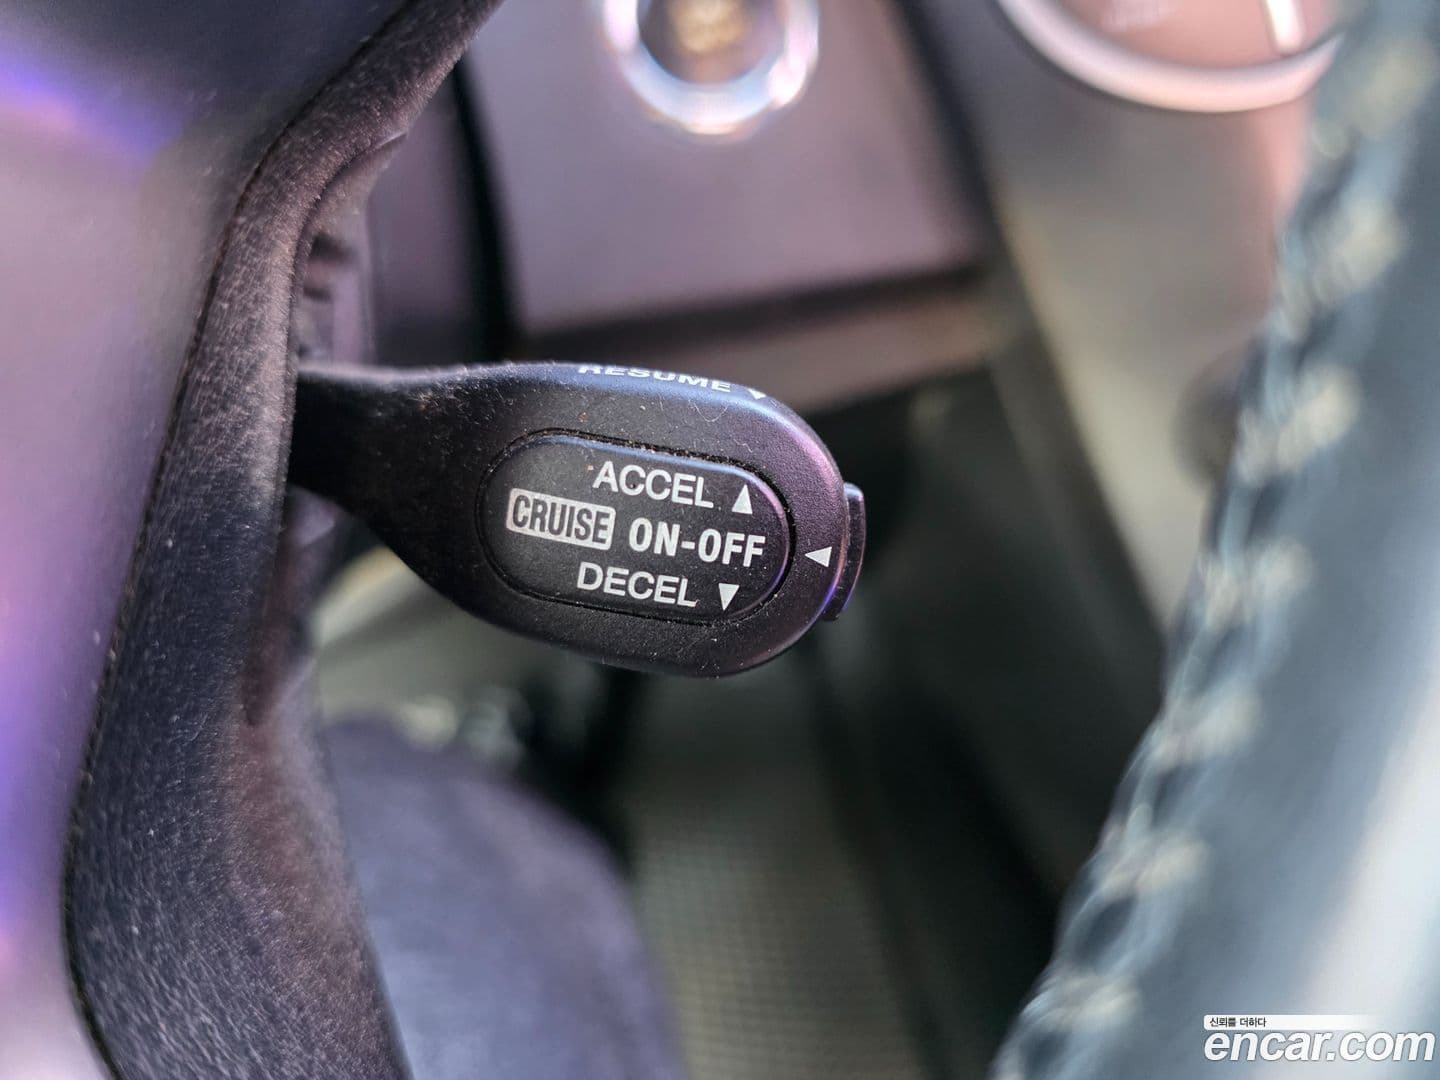 RESUME ▼
ACCEL ▲
CRUISE ON-OFF ◀
DECEL ▼
신뢰를 더하다
encar.com